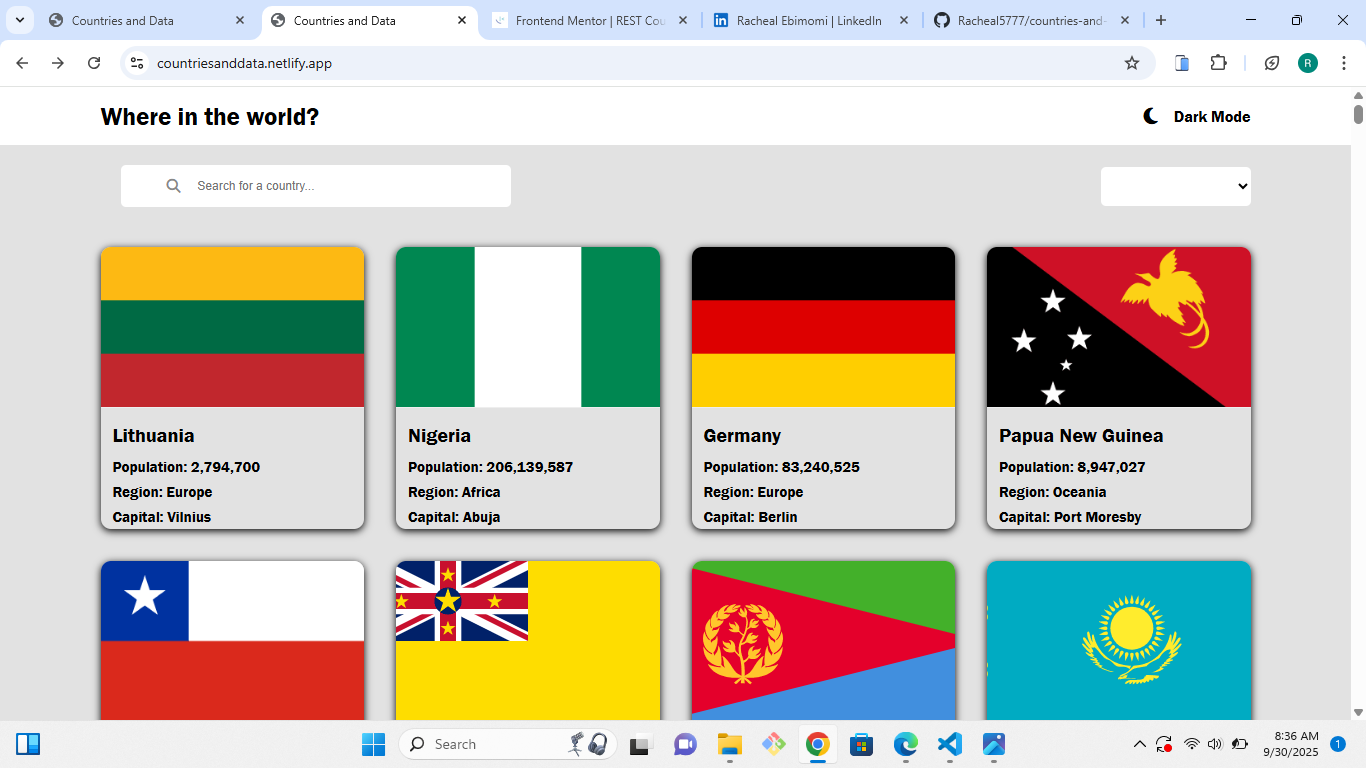 Countries and Data
Countries and Data
Frontend Mentor | REST Cou
Racheal Ebimomi | LinkedIn
Racheal5777/countries-and-
countriesanddata.netlify.app
R
Where in the world?
Dark Mode
Search for a country...
Lithuania
Population: 2,794,700
Region: Europe
Capital: Vilnius
Nigeria
Population: 206,139,587
Region: Africa
Capital: Abuja
Germany
Population: 83,240,525
Region: Europe
Capital: Berlin
Papua New Guinea
Population: 8,947,027
Region: Oceania
Capital: Port Moresby
Search
8:36 AM
9/30/2025
1